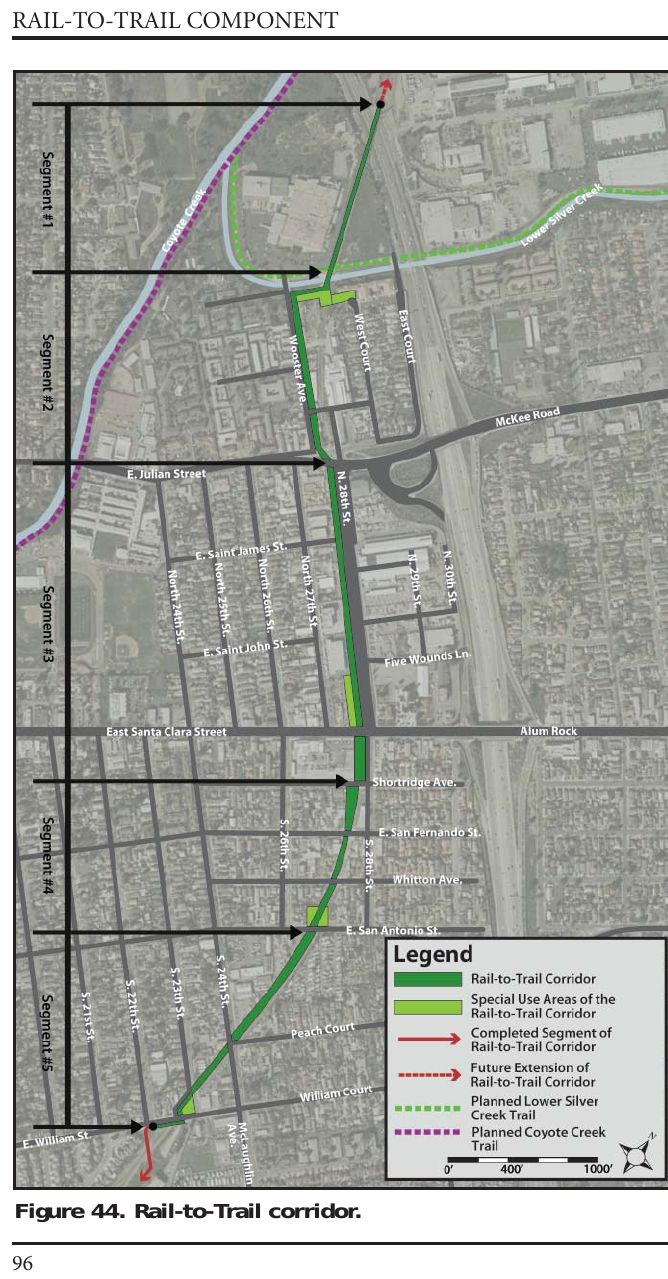 RAIL-TO-TRAIL COMPONENT
Segment #1
Coyote Creek
Lower Silver Creek
Segment #2
Wooster Ave.
West Court
East Court
McKee Road
E. Julian Street
N. 28th St.
Segment #3
E. Saint James St.
North 24th St.
North 25th St.
North 26th St.
North 27th St.
N. 29th St.
N. 30th St.
E. Saint John St.
Five Wounds Ln.
East Santa Clara Street
Alum Rock
Shortridge Ave.
Segment #4
S. 26th St.
E. San Fernando St.
S. 28th St.
Whitton Ave.
E. San Antonio St.
Segment #5
S. 21st St.
S. 22th St.
S. 23th St.
S. 24th St.
Peach Court
William Court
E. William St.
McLaughlin
Ave.
Legend
Rail-to-Trail Corridor
Special Use Areas of the
Rail-to-Trail Corridor
Completed Segment of
Rail-to-Trail Corridor
Future Extension of
Rail-to-Trail Corridor
Planned Lower Silver
Creek Trail
Planned Coyote Creek
Trail
N
0' 400' 1000'
Figure 44. Rail-to-Trail corridor.
96